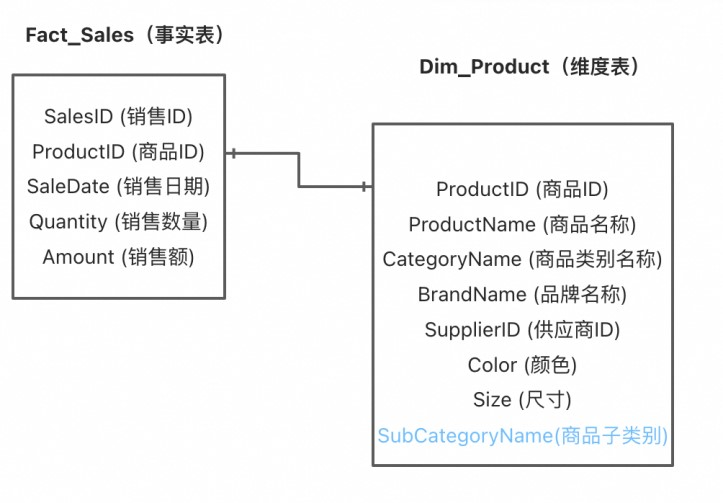 Fact_Sales（事实表）
SalesID (销售ID)
ProductID (商品ID)
SaleDate (销售日期)
Quantity (销售数量)
Amount (销售额)
Dim_Product（维度表）
ProductID (商品ID)
ProductName (商品名称)
CategoryName (商品类别名称)
BrandName (品牌名称)
SupplierID (供应商ID)
Color (颜色)
Size (尺寸)
SubCategoryName(商品子类别)